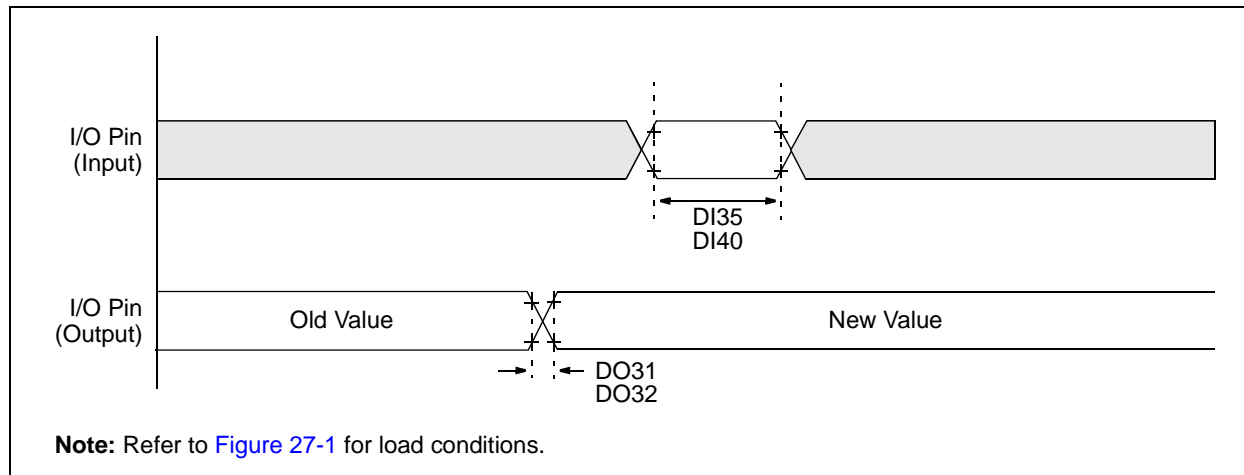 I/O Pin
(Input)
DI35
DI40
I/O Pin
(Output)
Old Value
New Value
DO31
DO32
Note: Refer to Figure 27-1 for load conditions.